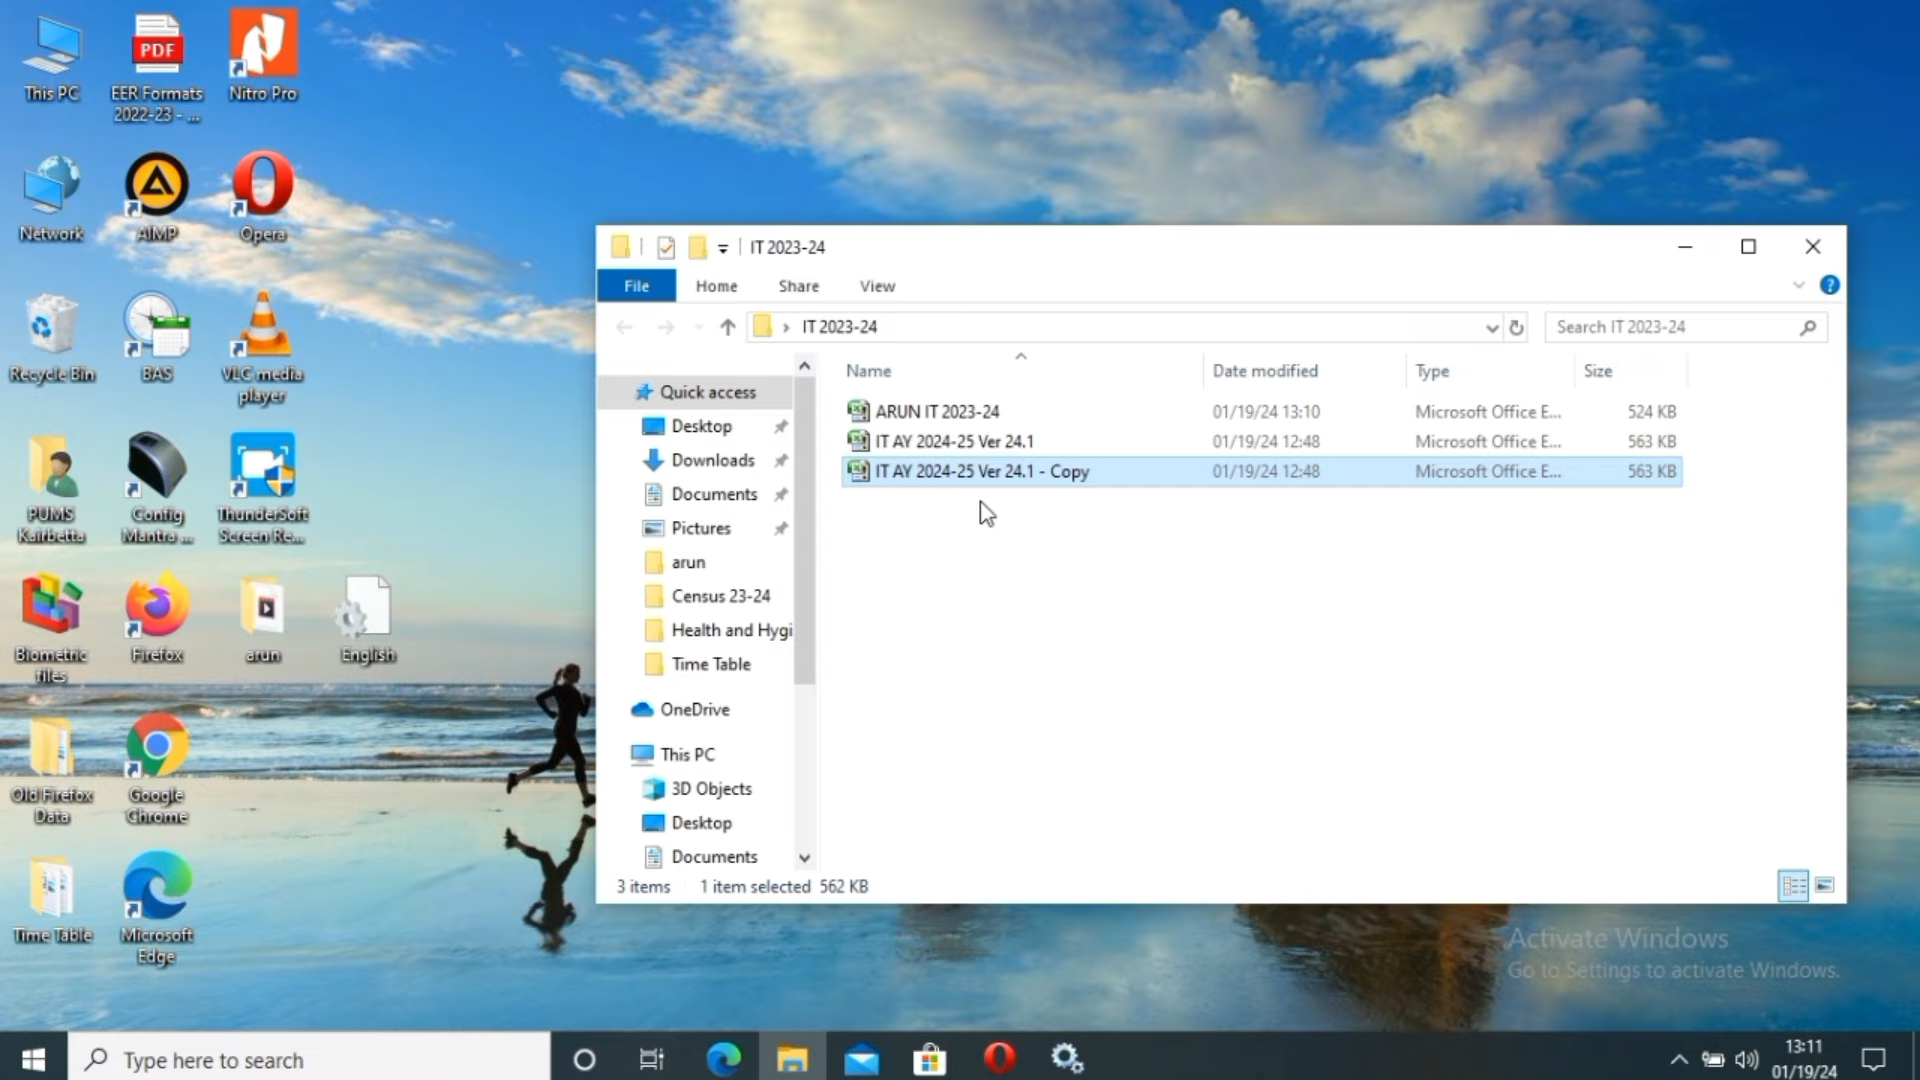 This PC
PDF
EER Formats
2022-23 - ...
Nitro Pro
Network
AIMP
Opera
Recycle Bin
BAS
VLC media
player
PUMS
Kairbetta
Config
Mantra ...
ThunderSoft
Screen Re...
Biometric
files
Firefox
arun
English
Old Firefox
Data
Google
Chrome
Time Table
Microsoft
Edge
IT 2023-24
File
Home
Share
View
IT 2023-24
Search IT 2023-24
Name
Date modified
Type
Size
ARUN IT 2023-24 01/19/24 13:10 Microsoft Office E... 524 KB
IT AY 2024-25 Ver 24.1 01/19/24 12:48 Microsoft Office E... 563 KB
IT AY 2024-25 Ver 24.1 - Copy 01/19/24 12:48 Microsoft Office E... 563 KB
Quick access
Desktop
Downloads
Documents
Pictures
arun
Census 23-24
Health and Hygi
Time Table
OneDrive
This PC
3D Objects
Desktop
Documents
3 items 1 item selected 562 KB
Activate Windows
Go to Settings to activate Windows.
Type here to search
13:11
01/19/24